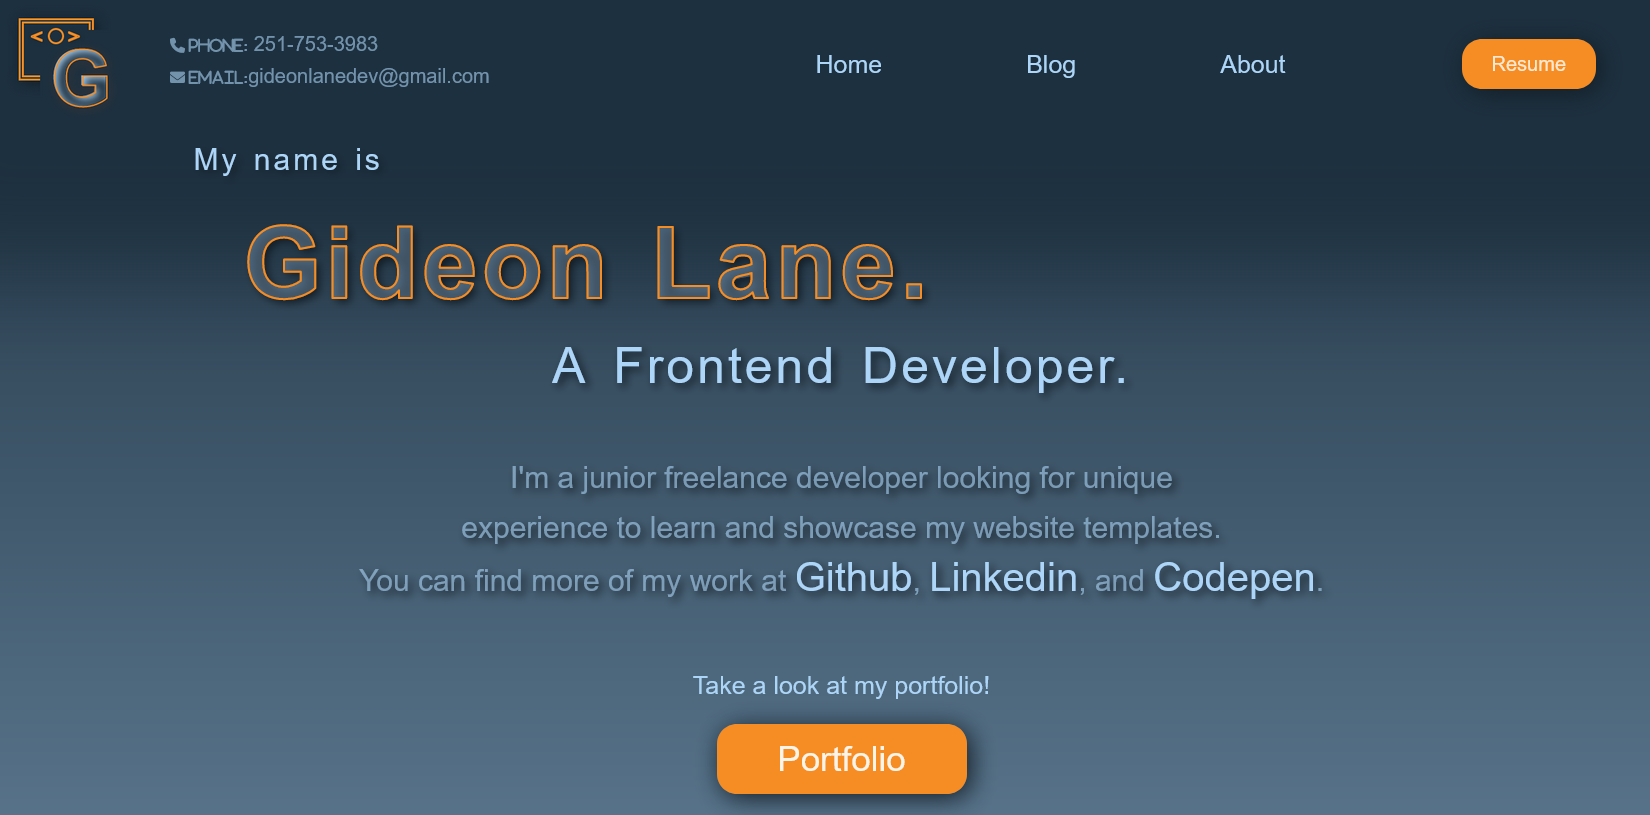 <O>
G
PHONE: 251-753-3983
EMAIL:gideonlanedev@gmail.com
Home
Blog
About
Resume
My name is
Gideon Lane.
A Frontend Developer.
I'm a junior freelance developer looking for unique
experience to learn and showcase my website templates.
You can find more of my work at Github, Linkedin, and Codepen.
Take a look at my portfolio!
Portfolio